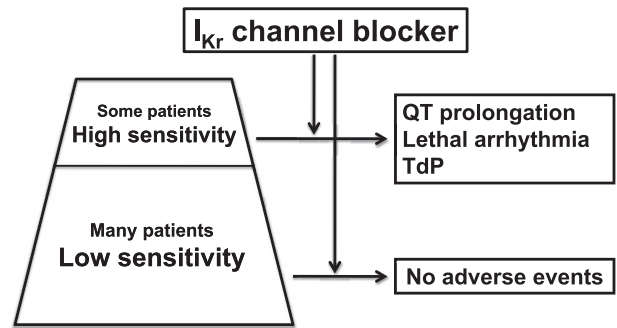 IKr channel blocker
Some patients
High sensitivity
QT prolongation
Lethal arrhythmia
TdP
Many patients
Low sensitivity
No adverse events